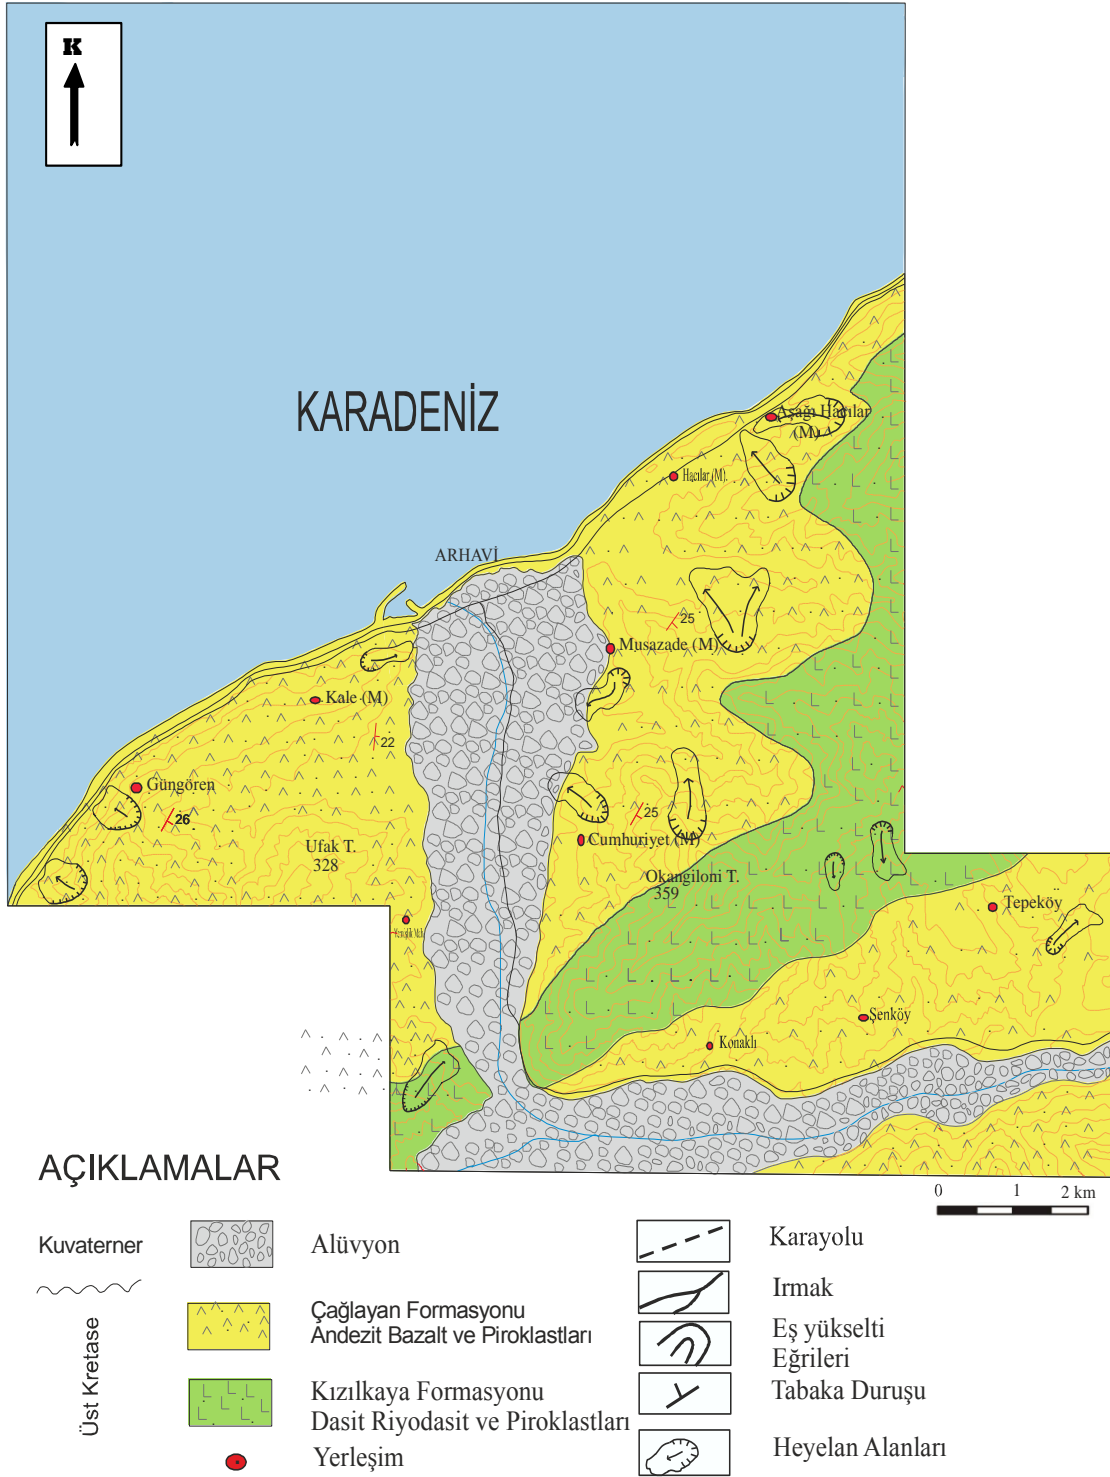 K
KARADENİZ
Aşağı Hacılar
(M)
Hacılar (M)
ARHAVİ
25
Musazade (M)
Kale (M)
22
Güngören
26
25
Ufak T.
328
Cumhuriyet (M)
Okangiloni T.
359
Tepeköy
Şenköy
Konaklı
AÇIKLAMALAR
0 1 2 km
Kuvaterner
Üst Kretase
Alüvyon
Çağlayan Formasyonu
Andezit Bazalt ve Piroklastları
Kızılkaya Formasyonu
Dasit Riyodasit ve Piroklastları
Yerleşim
Karayolu
Irmak
Eş yükselti
Eğrileri
Tabaka Duruşu
Heyelan Alanları